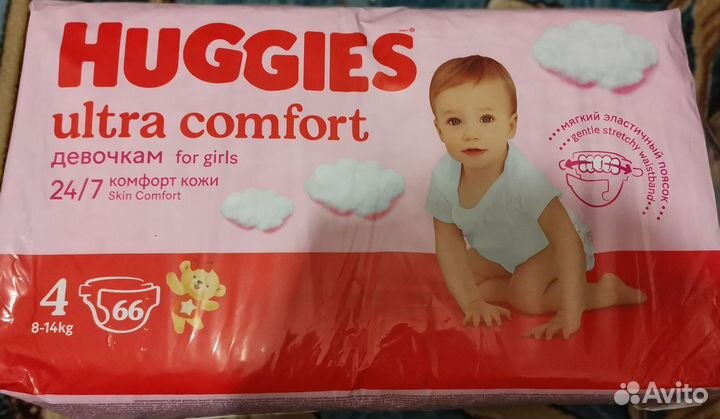 HUGGIES
ultra comfort
девочкам for girls
24/7 комфорт кожи
Skin Comfort
мягкий эластичный поясок
gentle stretchy waistband
4
8-14kg
66
Avito